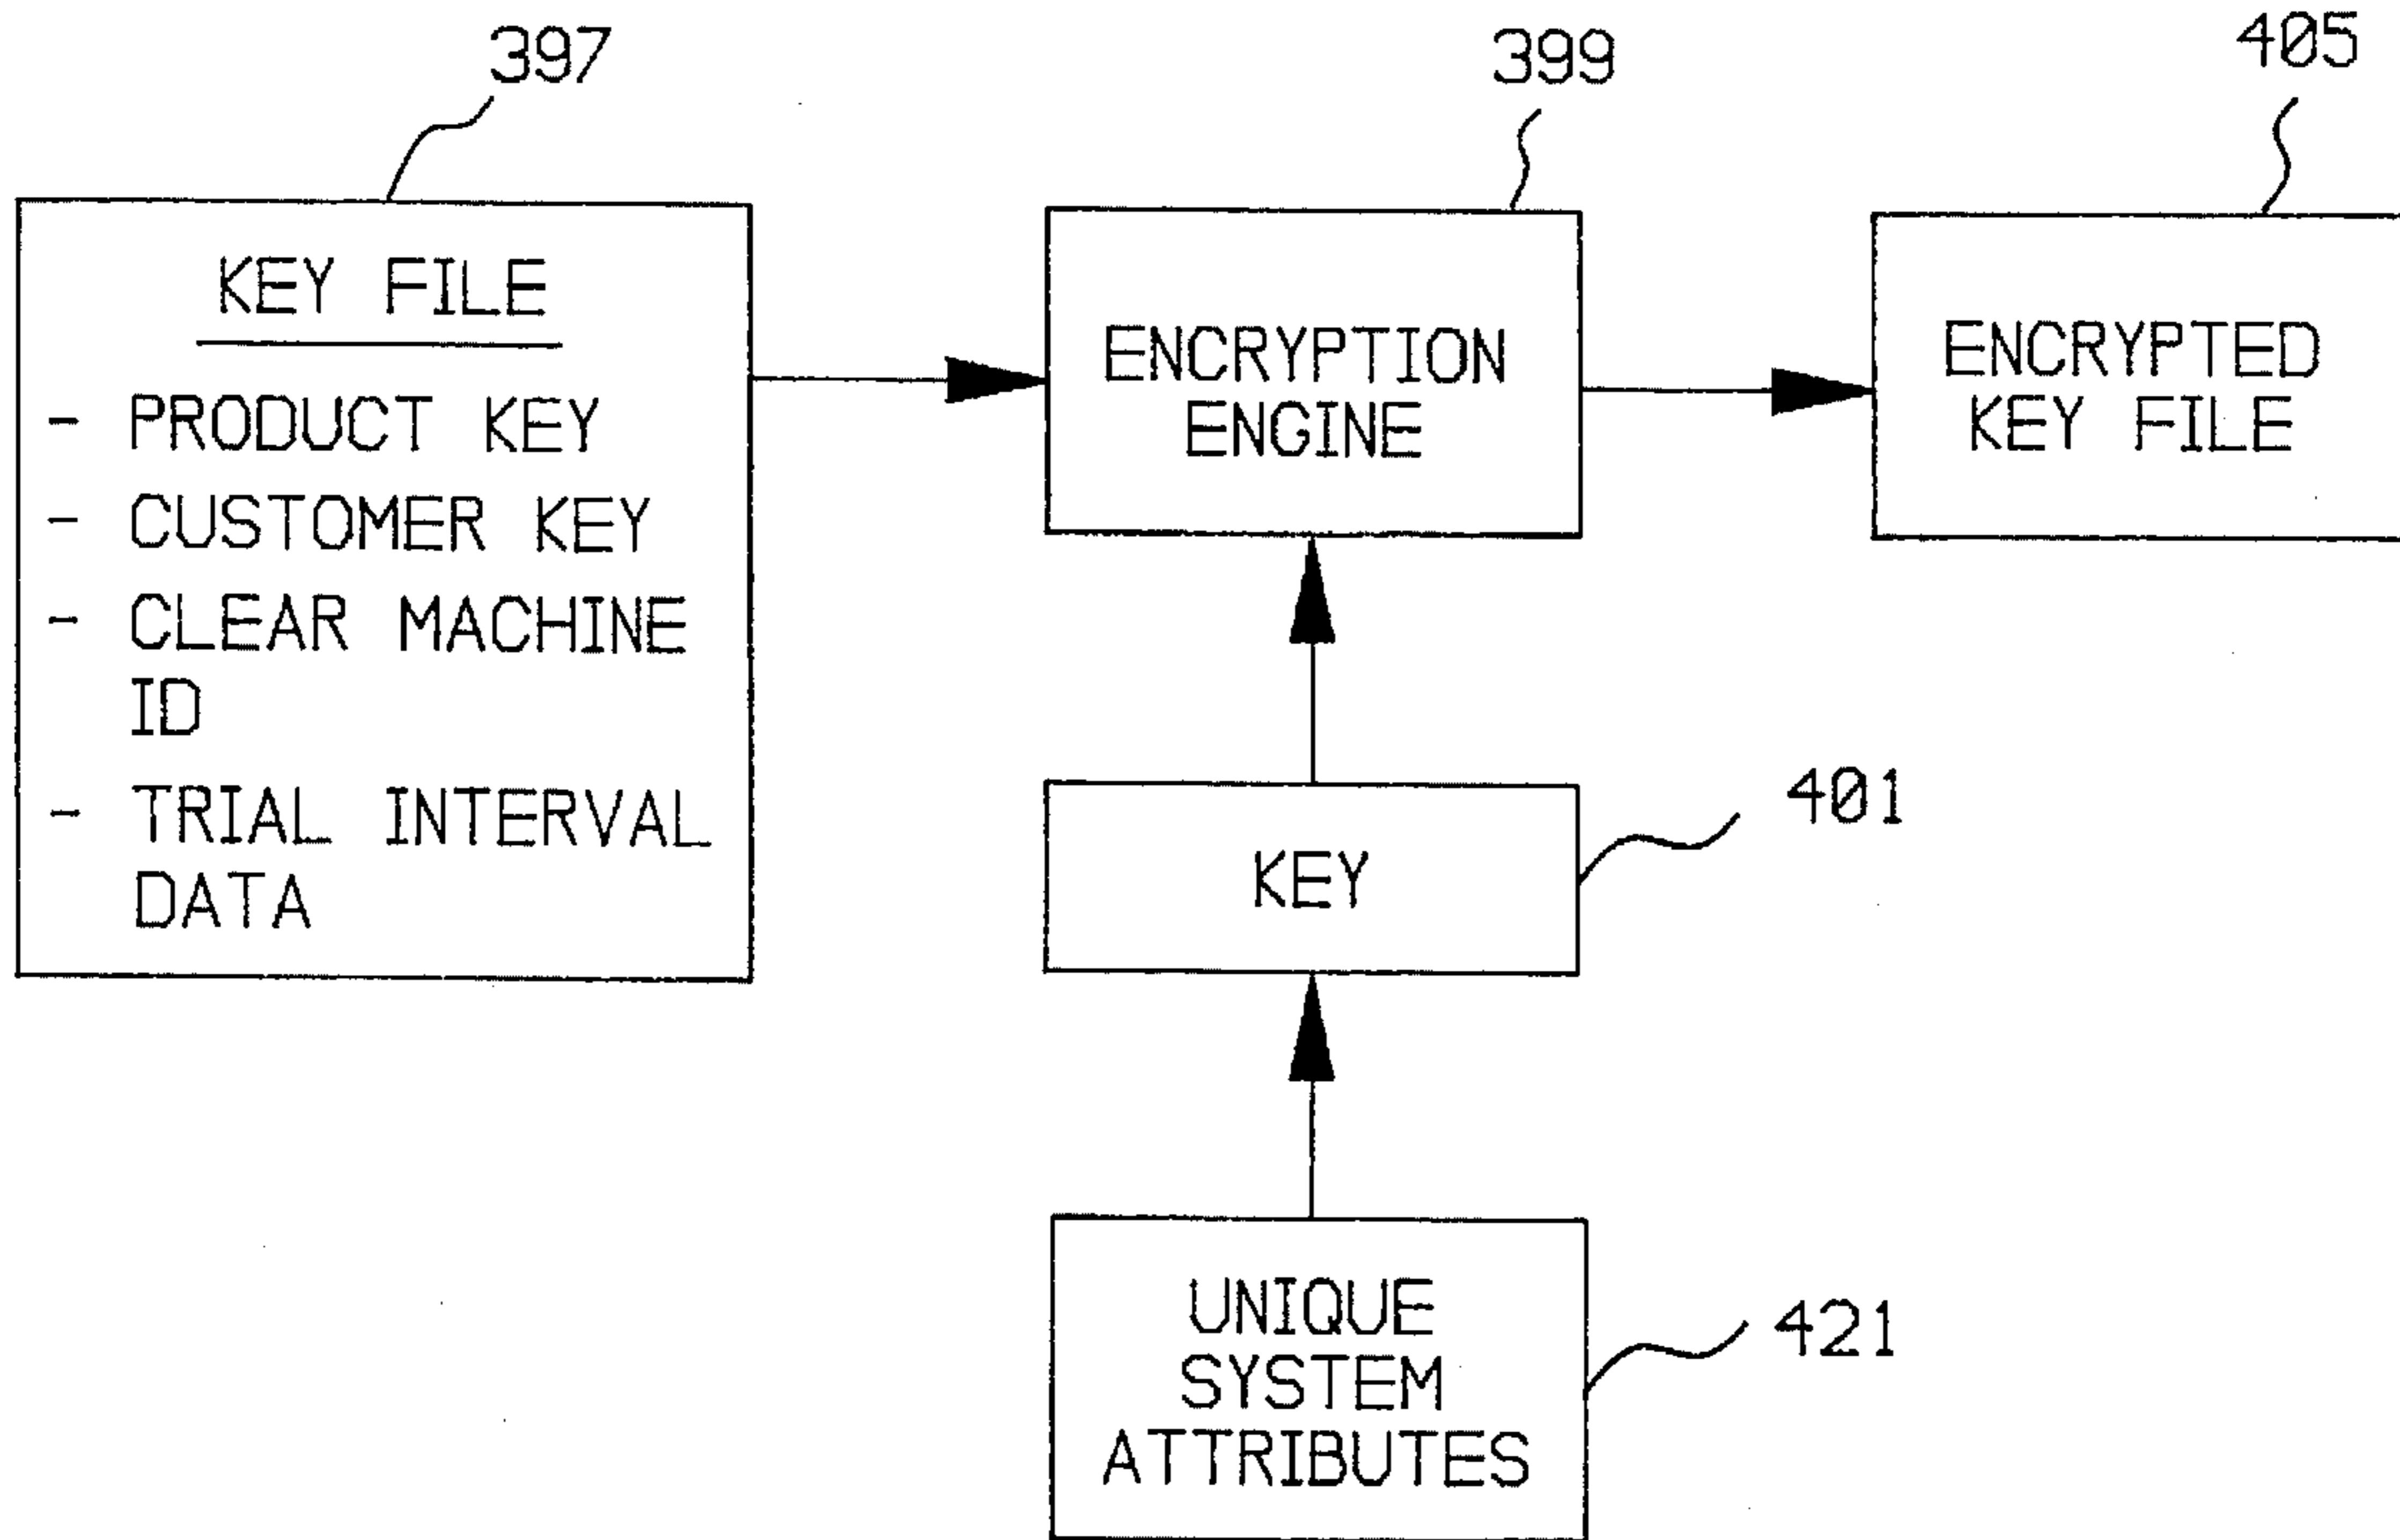 397
399
405
KEY FILE
- PRODUCT KEY
- CUSTOMER KEY
- CLEAR MACHINE
ID
- TRIAL INTERVAL
DATA
ENCRYPTION
ENGINE
ENCRYPTED
KEY FILE
KEY
401
UNIQUE
SYSTEM
ATTRIBUTES
421